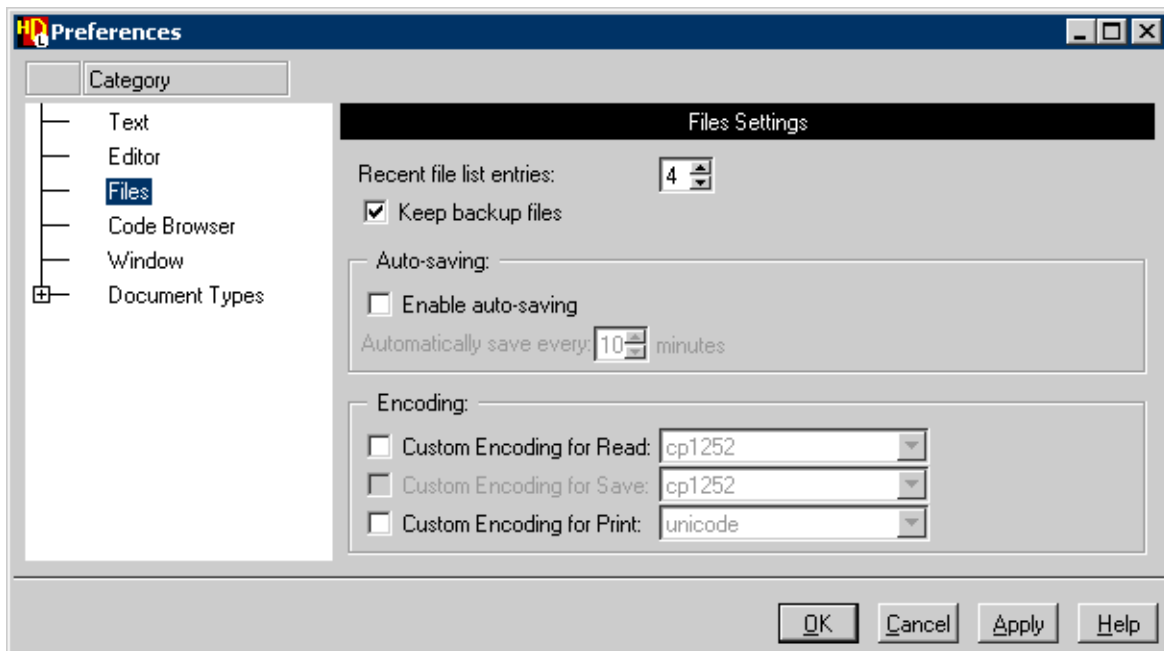 HD L Preferences
Category
Text
Editor
Files
Code Browser
Window
Document Types
Files Settings
Recent file list entries: 4
Keep backup files
Auto-saving:
Enable auto-saving
Automatically save every: 10 minutes
Encoding:
Custom Encoding for Read: cp1252
Custom Encoding for Save: cp1252
Custom Encoding for Print: unicode
OK Cancel Apply Help